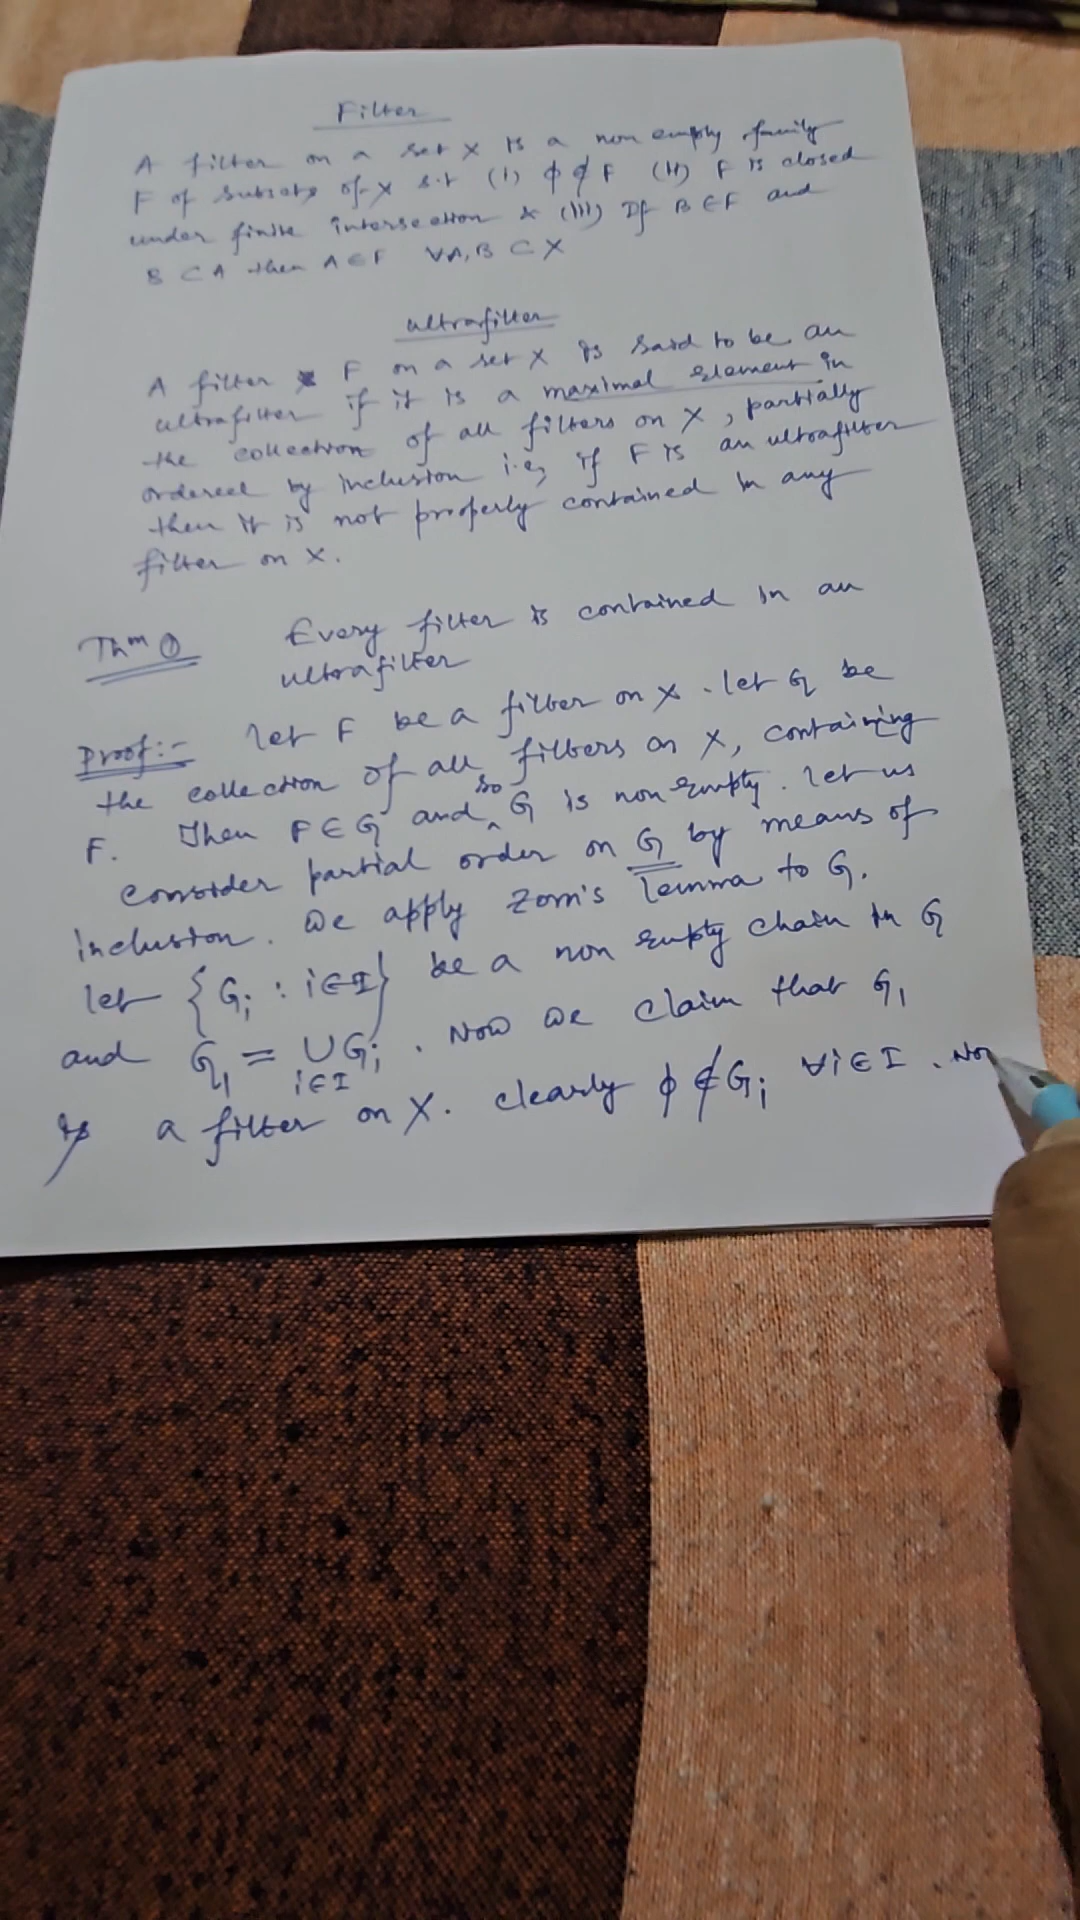 Filter
A filter on a set X is a non empty family
F of subsets of X s.t (I) ϕ ∉ F (II) F is closed
under finite intersection & (III) If B ∈ F and
B ⊂ A then A ∈ F ∀ A, B ⊂ X
ultrafilter
A filter F on a set X is said to be an
ultrafilter if it is a maximal element in
the collection of all filters on X, partially
ordered by inclusion i.e, if F is an ultrafilter
then it is not properly contained in any
filter on X.
Thm ① Every filter is contained in an
ultrafilter
Proof:- let F be a filter on X. let G be
the collection of all filters on X, containing
F. Then F ∈ G and so G is non empty. let us
consider partial order on G by means of
inclusion. We apply Zorn's lemma to G.
let {Gi : i ∈ I} be a non empty chain in G
and G1 = ∪ Gi. Now we claim that G1
i ∈ I
is a filter on X. clearly ϕ ∉ Gi ∀ i ∈ I. No